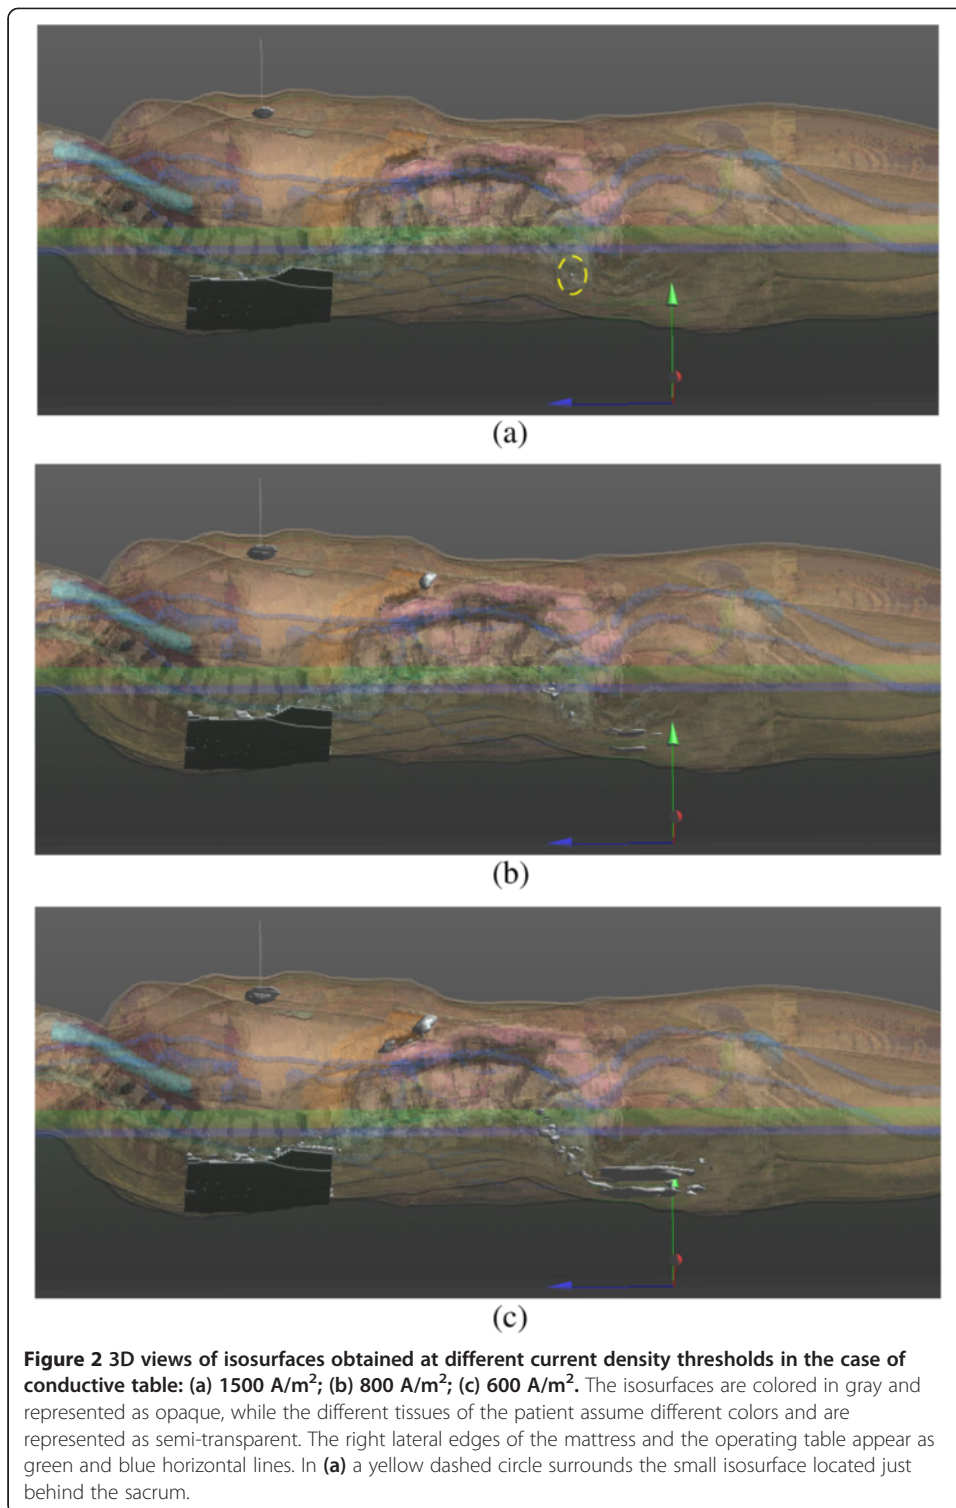 (a)
(b)
(c)
Figure 2 3D views of isosurfaces obtained at different current density thresholds in the case of
conductive table: (a) 1500 A/m²; (b) 800 A/m²; (c) 600 A/m². The isosurfaces are colored in gray and
represented as opaque, while the different tissues of the patient assume different colors and are
represented as semi-transparent. The right lateral edges of the mattress and the operating table appear as
green and blue horizontal lines. In (a) a yellow dashed circle surrounds the small isosurface located just
behind the sacrum.